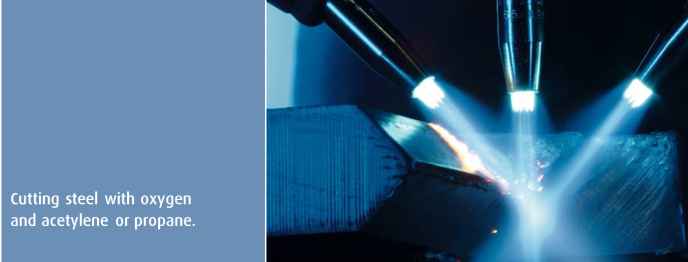 Cutting steel with oxygen
and acetylene or propane.